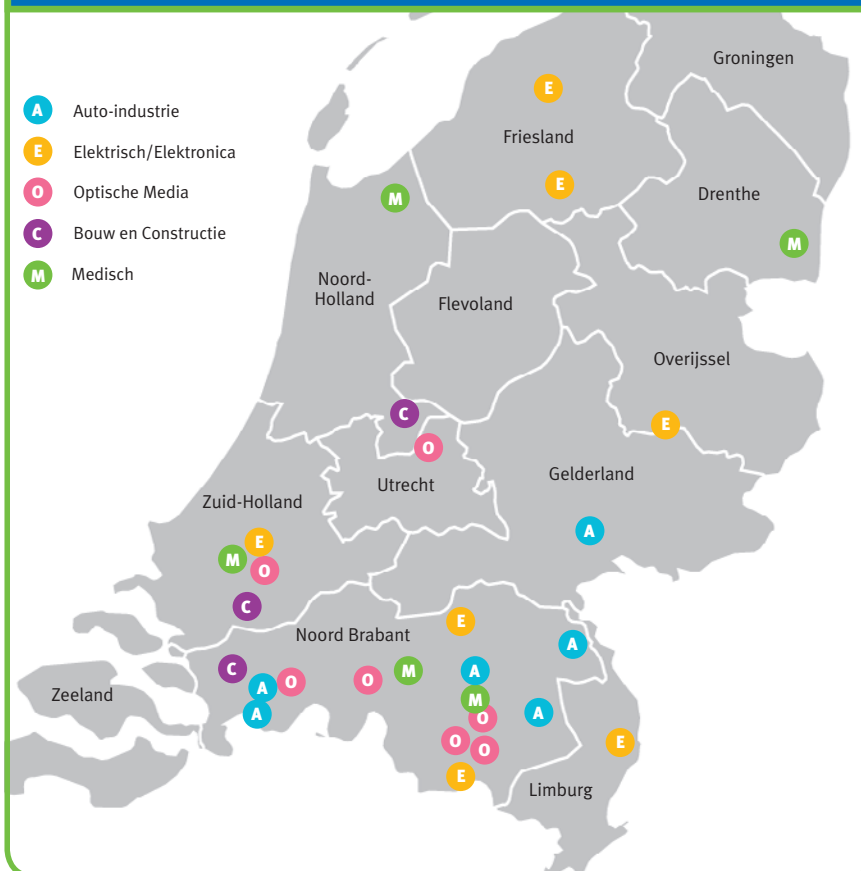 Groningen
A Auto-industrie
E
E Elektrisch/Elektronica
Friesland
O Optische Media
E
Drenthe
M
C Bouw en Constructie
M
M Medisch
Noord-
Holland
Flevoland
Overijssel
C
E
O
Gelderland
Utrecht
Zuid-Holland
A
E
M
O
C
E
Noord Brabant
A
C
M
A
O
O
A
Zeeland
M
A
A
O
O
O
E
E
Limburg